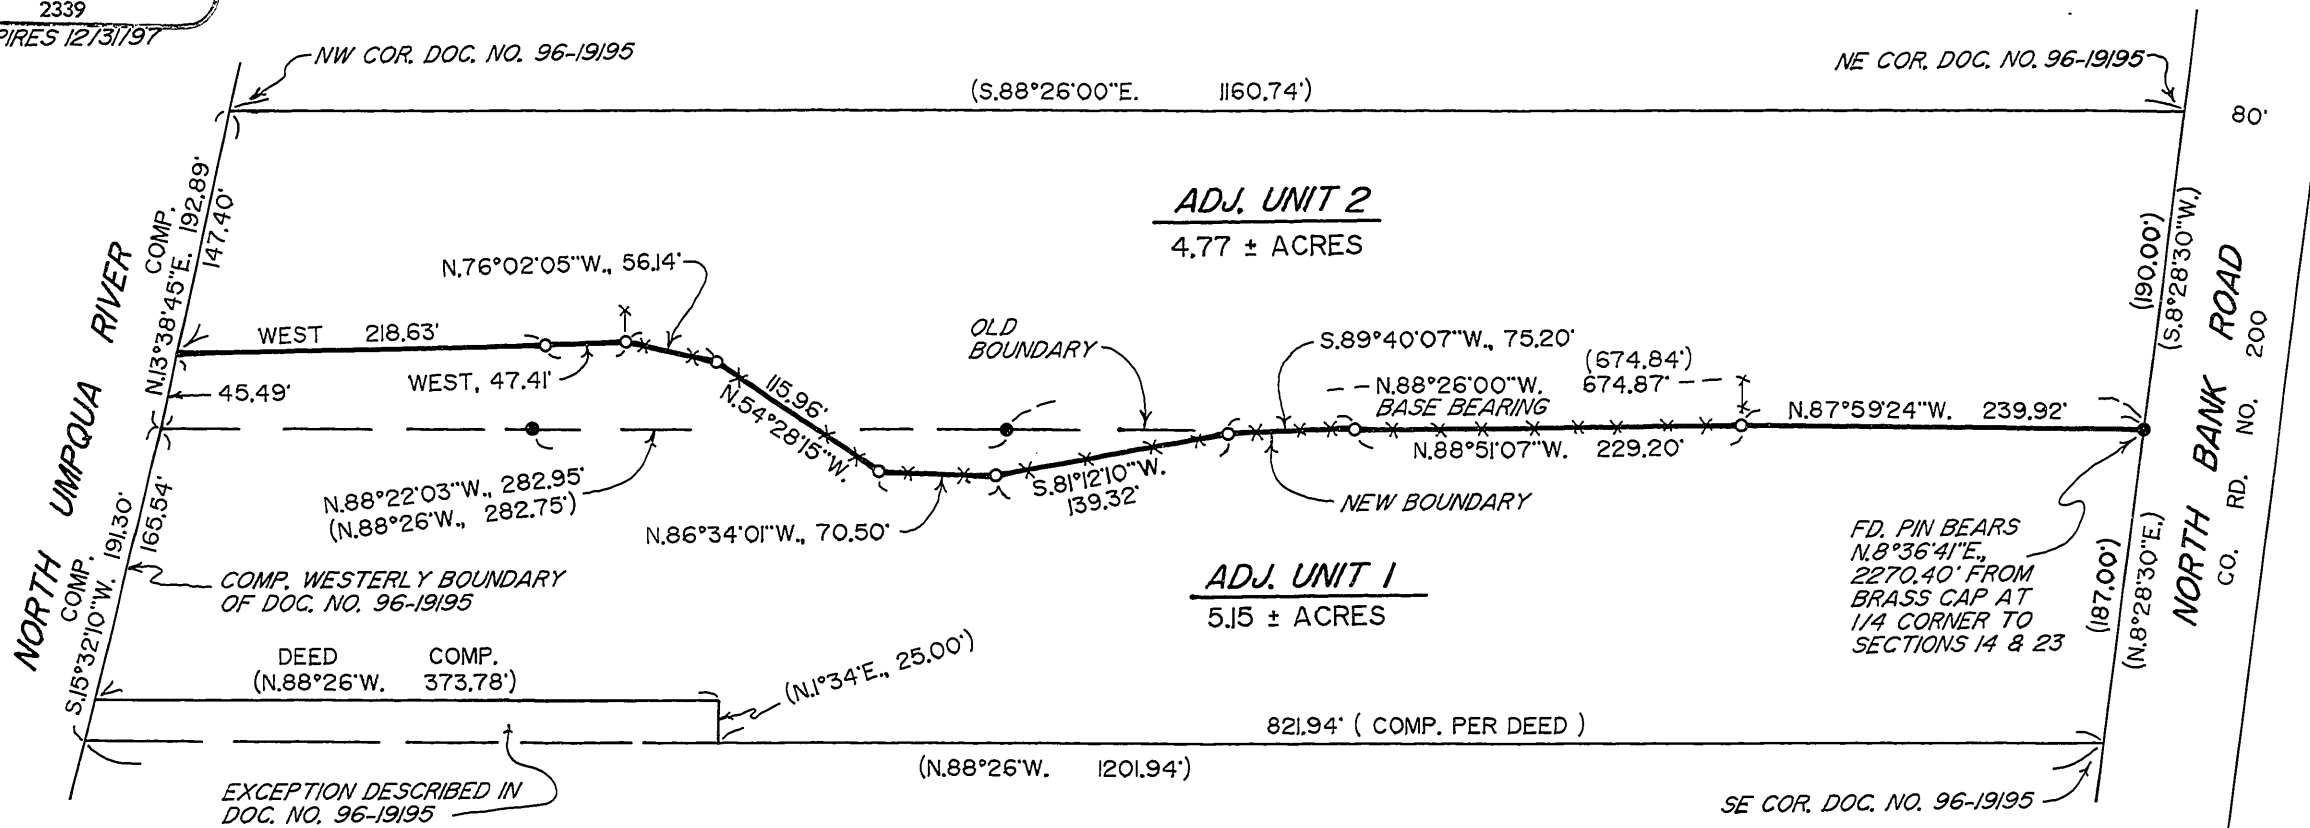 2339
PIRES 12/31/97
NW COR. DOC. NO. 96-19195
NE COR. DOC. NO. 96-19195
(S.88°26'00"E. 1160.74')
80'
ADJ. UNIT 2
4.77 ± ACRES
NORTH UMPQUA RIVER
COMP.
N.13°38'45"E. 192.89'
147.40'
N.76°02'05"W., 56.14'
WEST 218.63'
WEST, 47.41'
45.49'
115.96'
N.54°28'15"W.
OLD
BOUNDARY
S.89°40'07"W., 75.20'
(674.84')
N.88°26'00"W. 674.87'
BASE BEARING
N.87°59'24"W. 239.92'
N.88°51'07"W. 229.20'
(190.00')
(S.8°28'30"W.)
NORTH BANK ROAD
CO. RD. NO. 200
N.88°22'03"W., 282.95'
(N.88°26'W., 282.75')
N.86°34'01"W., 70.50'
S.81°12'10"W.
139.32'
NEW BOUNDARY
FD. PIN BEARS
N.8°36'41"E.,
2270.40' FROM
BRASS CAP AT
1/4 CORNER TO
SECTIONS 14 & 23
(187.00')
(N.8°28'30"E.)
COMP.
S.15°32'10"W. 191.30'
165.54'
COMP. WESTERLY BOUNDARY
OF DOC. NO. 96-19195
ADJ. UNIT 1
5.15 ± ACRES
DEED COMP.
(N.88°26'W. 373.78')
(N.1°34'E., 25.00')
821.94' ( COMP. PER DEED )
(N.88°26'W. 1201.94')
EXCEPTION DESCRIBED IN
DOC. NO. 96-19195
SE COR. DOC. NO. 96-19195